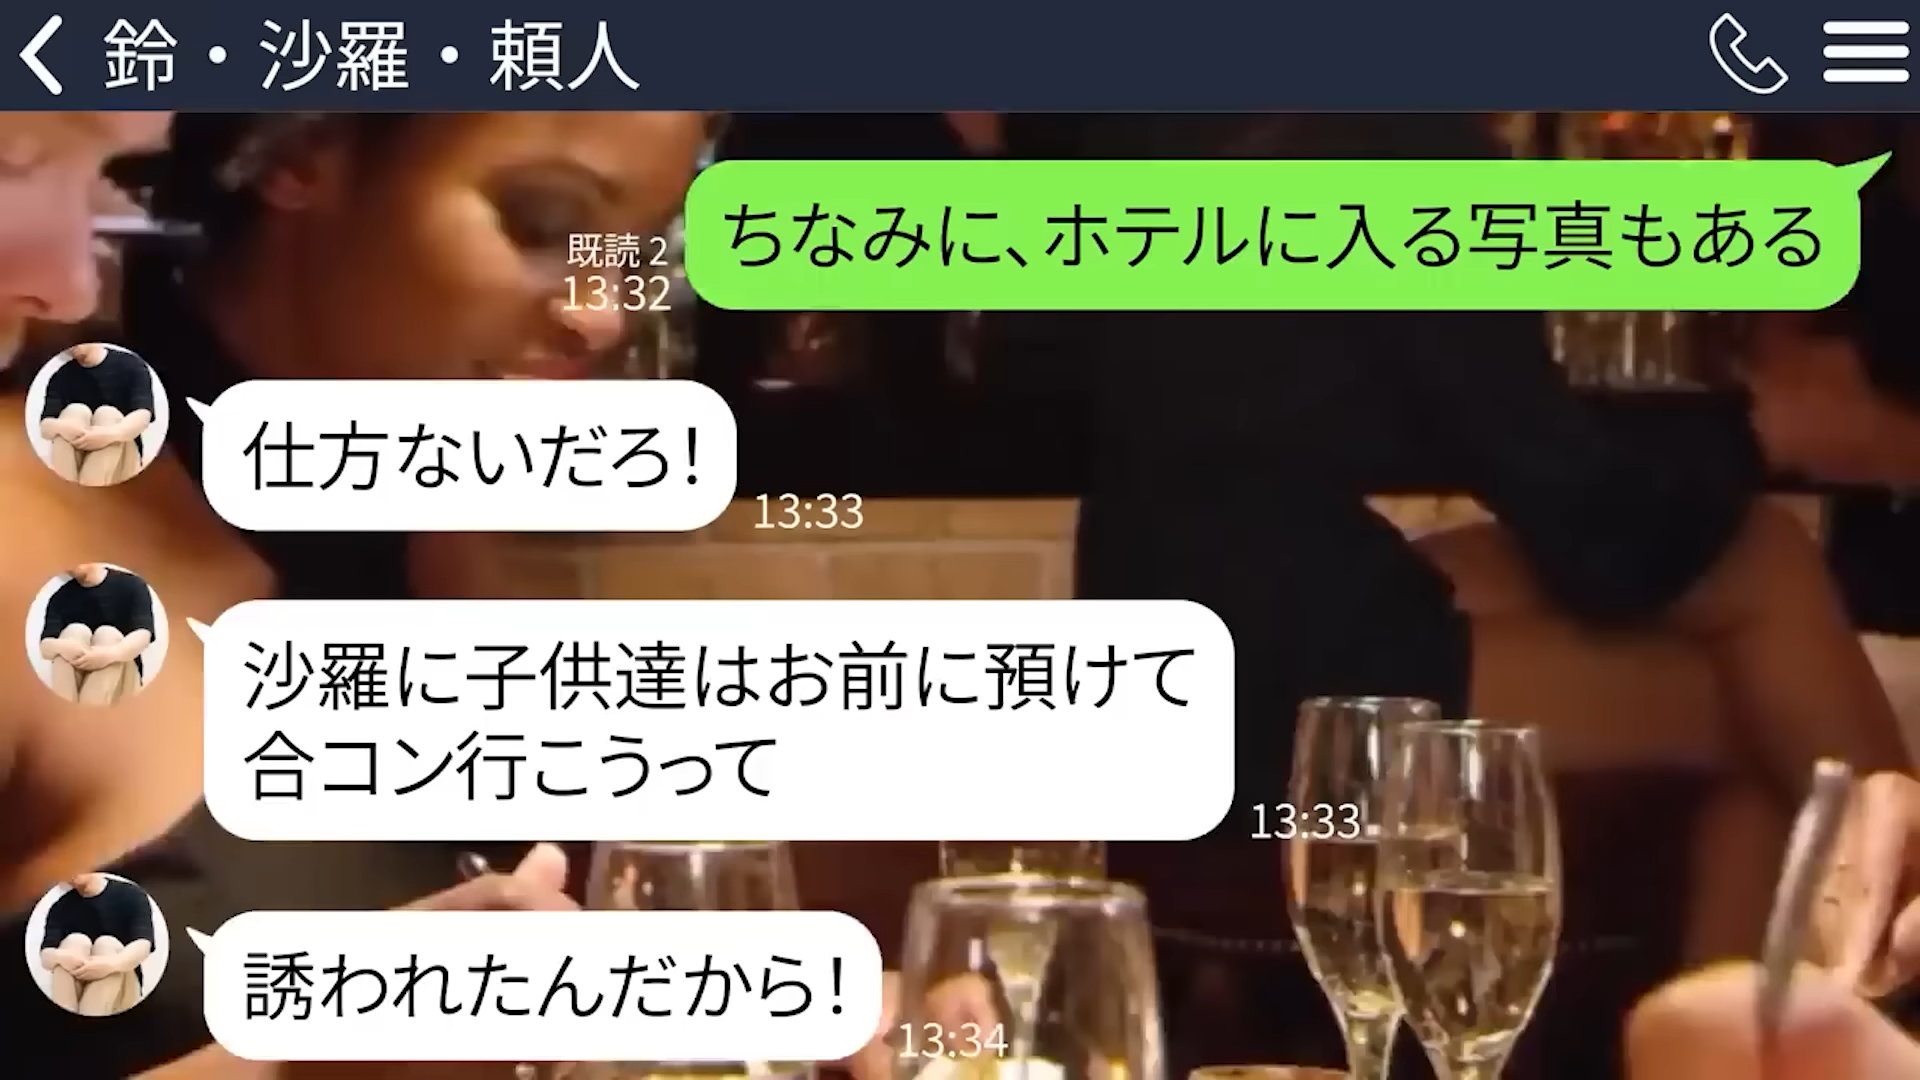 鈴・沙羅・頼人
ちなみに、ホテルに入る写真もある
既読 2
13:32
仕方ないだろ！
13:33
沙羅に子供達はお前に預けて
合コン行こうって
13:33
誘われたんだから！
13:34